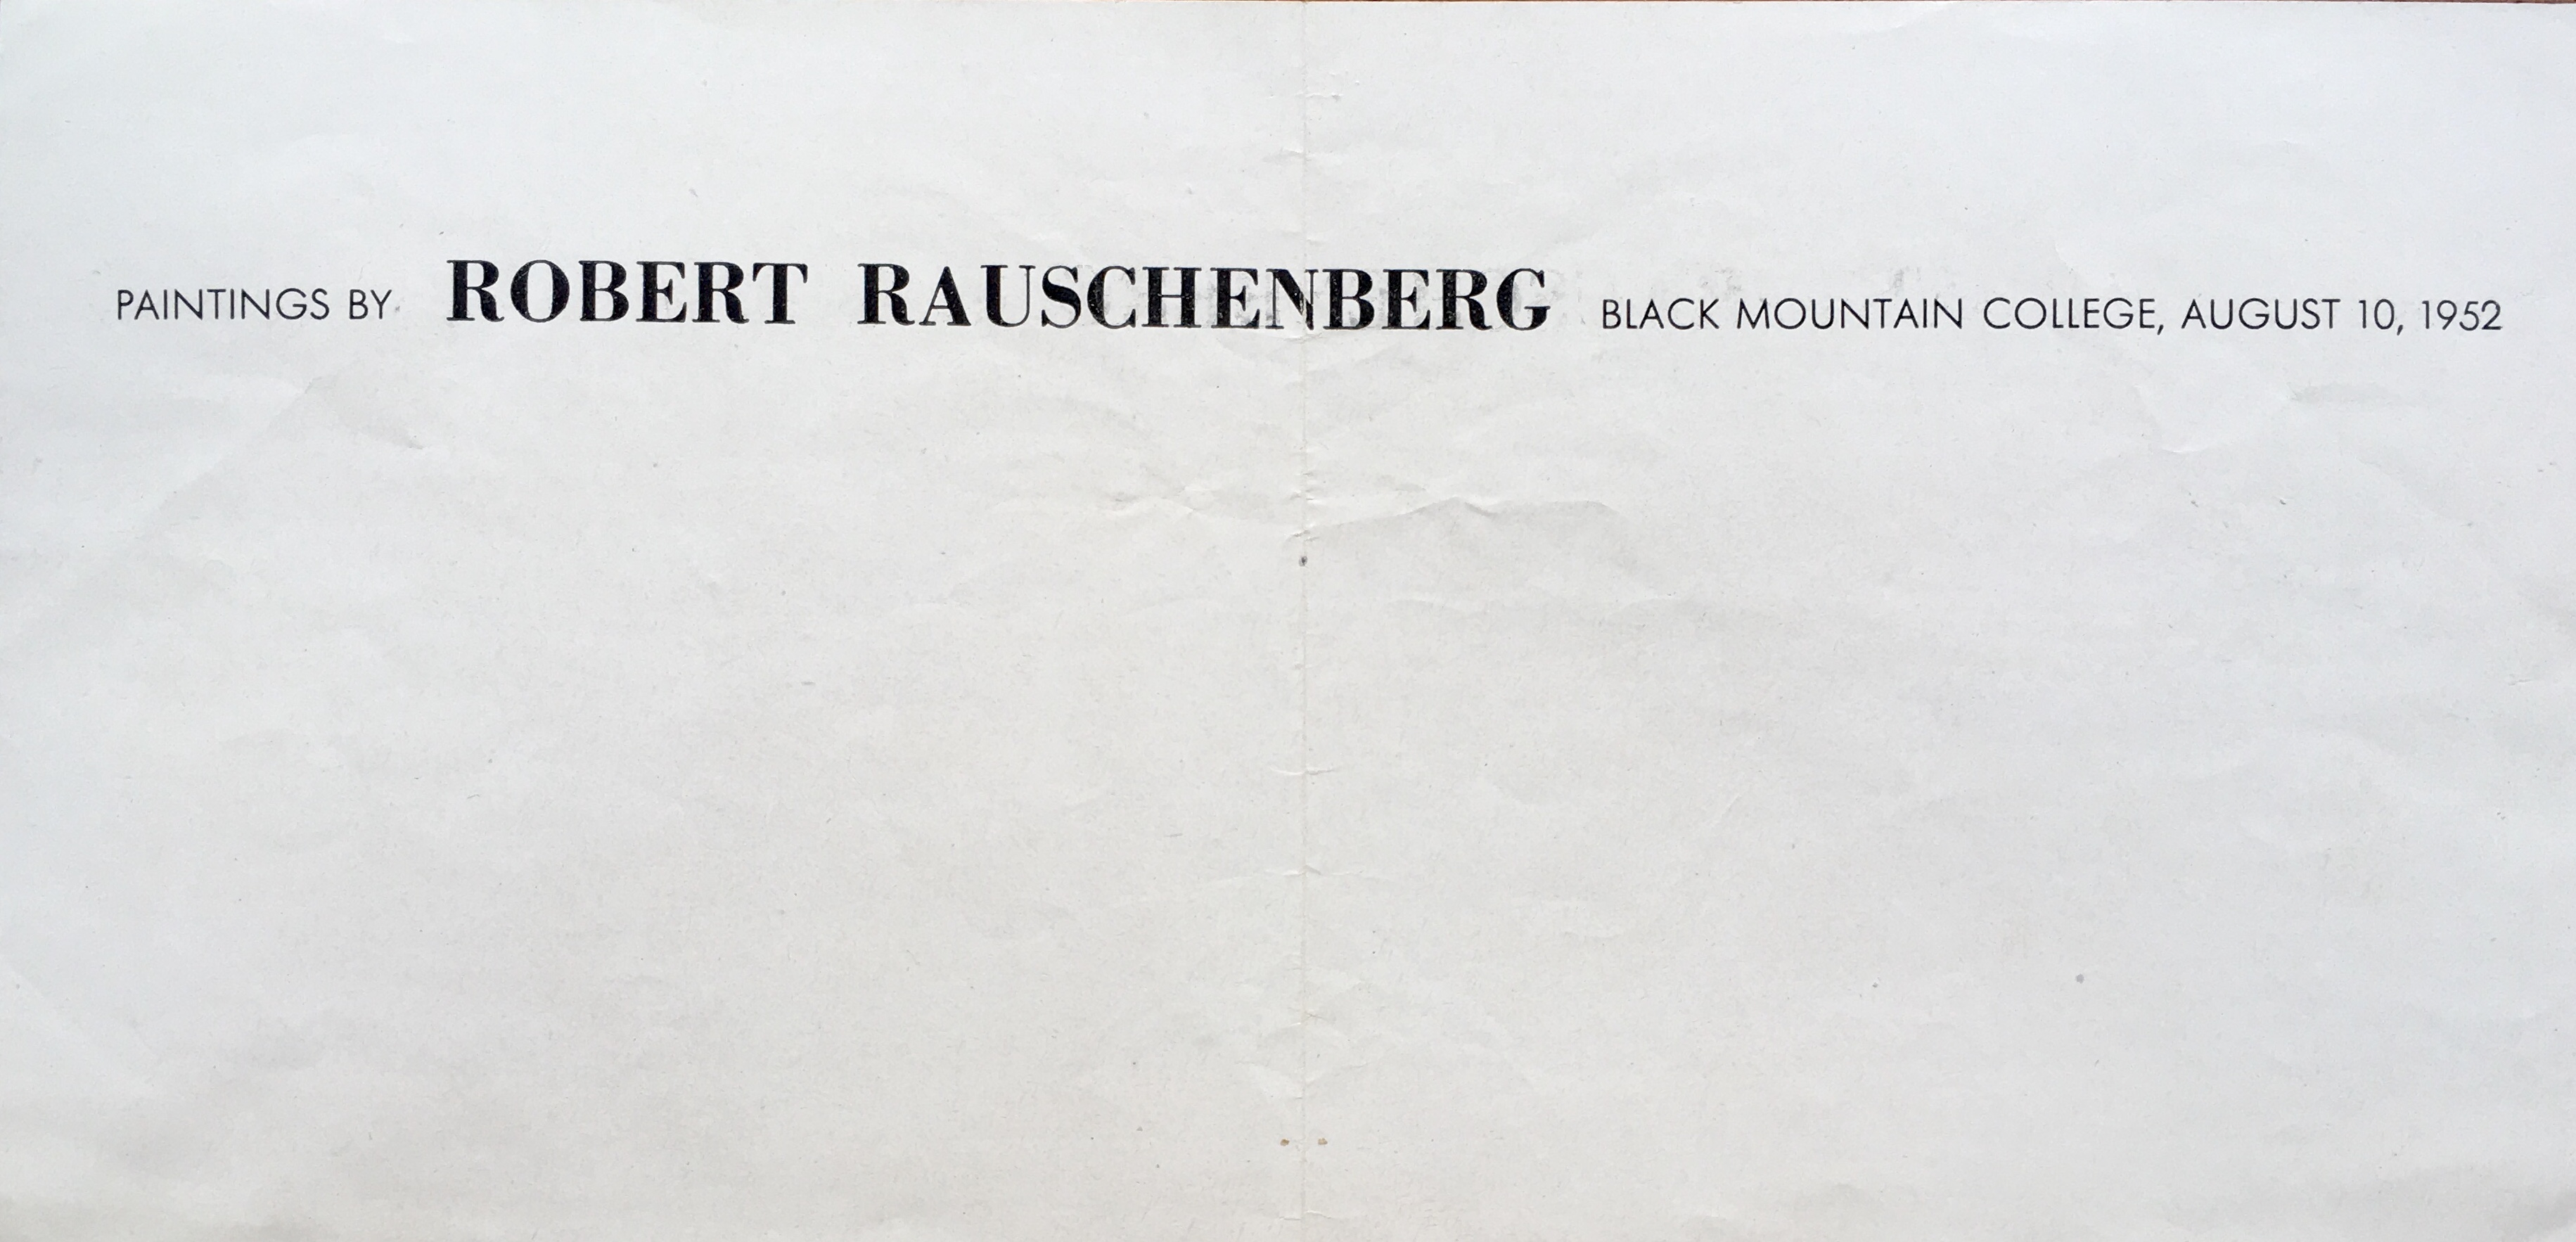 PAINTINGS BY ROBERT RAUSCHENBERG BLACK MOUNTAIN COLLEGE, AUGUST 10, 1952